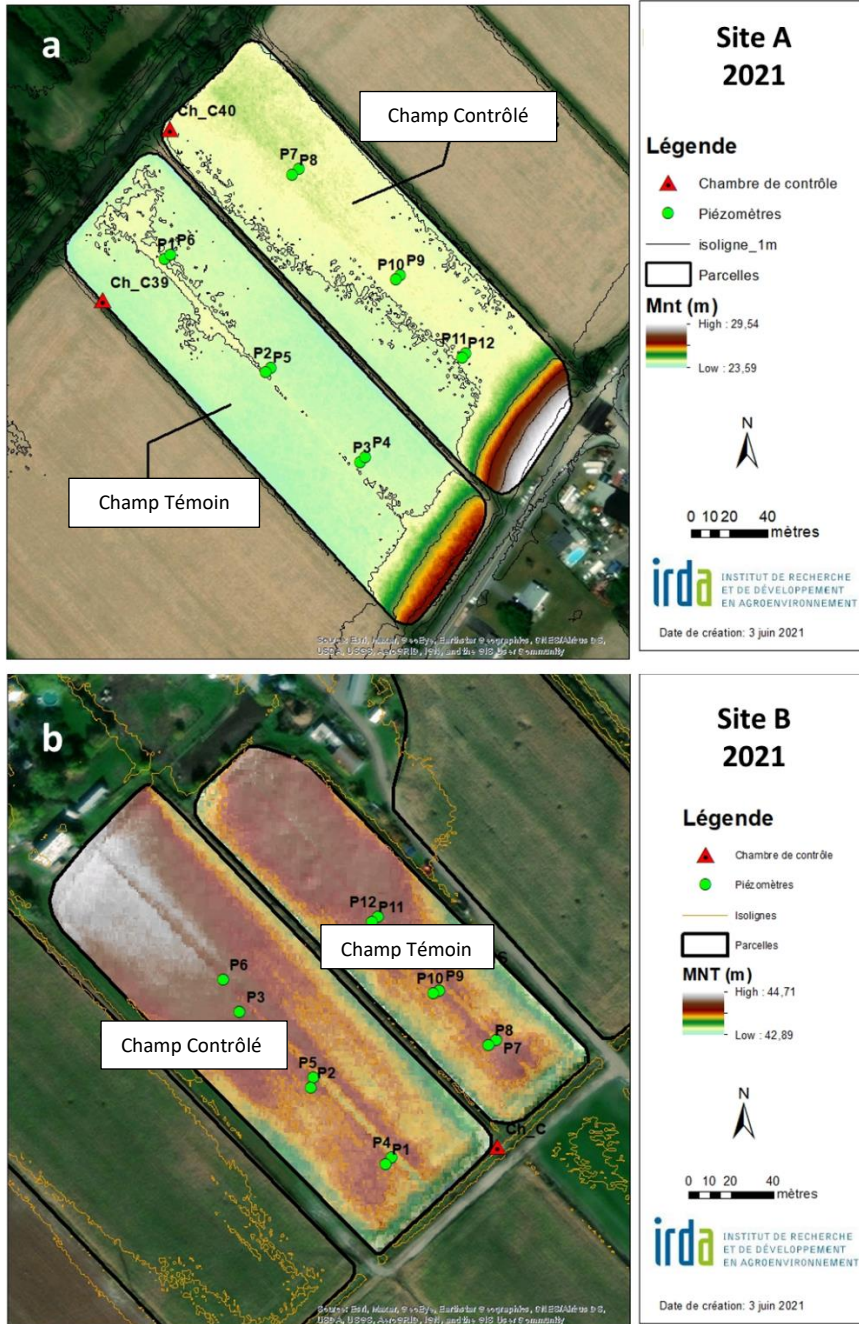 a
Ch_C40
Champ Contrôlé
P7 P8
P1 P6
Ch_C39
P10 P9
P11 P12
P2 P5
P3 P4
Champ Témoin
Site A
2021
Légende
Chambre de contrôle
Piézomètres
isoligne_1m
Parcelles
Mnt (m)
High : 29,54
Low : 23,59
N
0 10 20 40
mètres
irda INSTITUT DE RECHERCHE
ET DE DÉVELOPPEMENT
EN AGROENVIRONNEMENT
Date de création: 3 juin 2021
b
P12 P11
Champ Témoin
P6
P10 P9
P3
Champ Contrôlé
P8
P7
P5
P2
Ch_C
P4 P1
Site B
2021
Légende
Chambre de contrôle
Piézomètres
Isolignes
Parcelles
MNT (m)
High : 44,71
Low : 42,89
N
0 10 20 40
mètres
irda INSTITUT DE RECHERCHE
ET DE DÉVELOPPEMENT
EN AGROENVIRONNEMENT
Date de création: 3 juin 2021